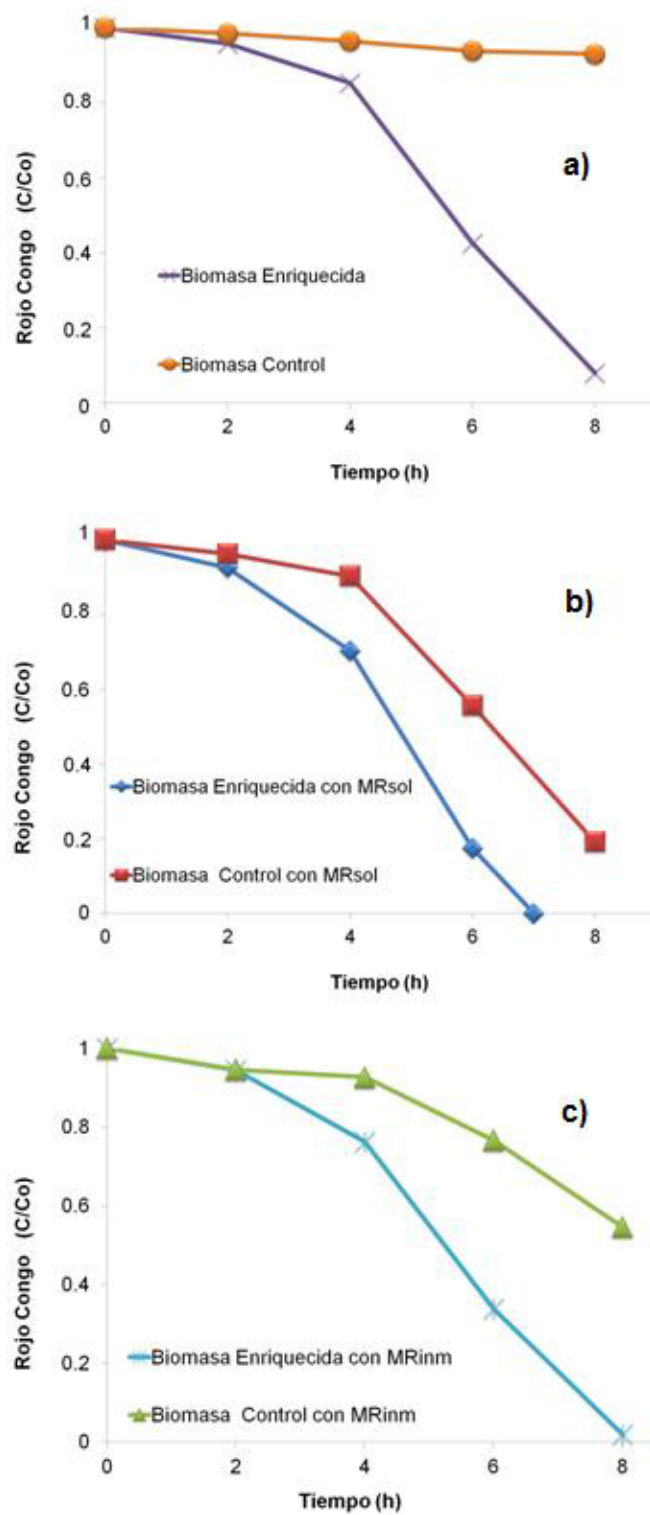 1
0.8
0.6
0.4
0.2
0
Rojo Congo (C/Co)
a)
Biomasa Enriquecida
Biomasa Control
0 2 4 6 8
Tiempo (h)
1
0.8
0.6
0.4
0.2
0
Rojo Congo (C/Co)
b)
Biomasa Enriquecida con MRsol
Biomasa Control con MRsol
0 2 4 6 8
Tiempo (h)
1
0.8
0.6
0.4
0.2
0
Rojo Congo (C/Co)
c)
Biomasa Enriquecida con MRinm
Biomasa Control con MRinm
0 2 4 6 8
Tiempo (h)